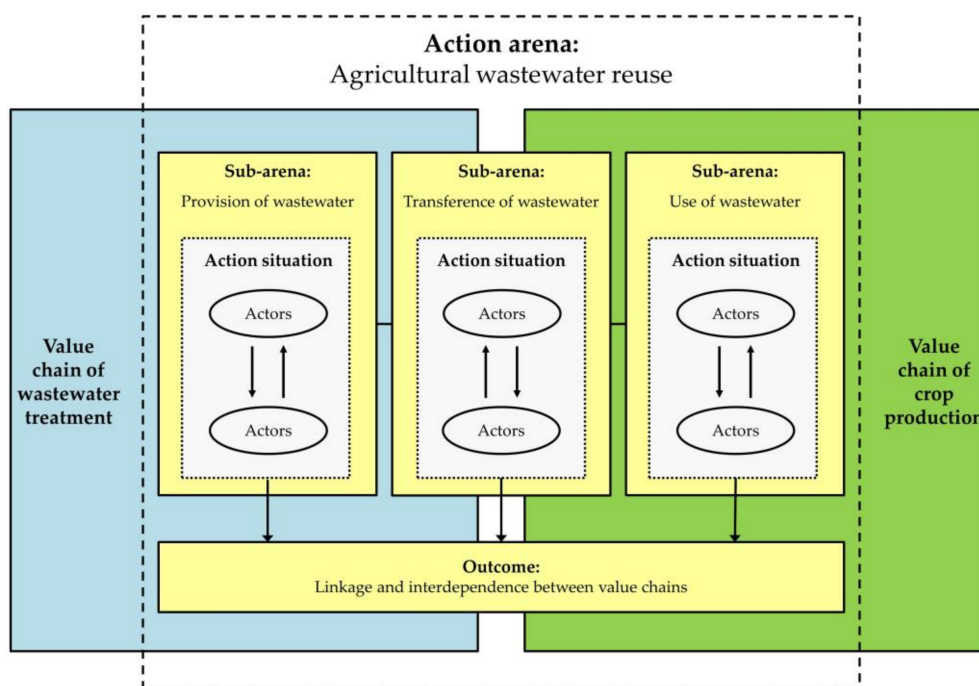 Action arena:
Agricultural wastewater reuse
Value
chain of
wastewater
treatment
Sub-arena:
Provision of wastewater
Action situation
Actors
Actors
Sub-arena:
Transference of wastewater
Action situation
Actors
Actors
Sub-arena:
Use of wastewater
Action situation
Actors
Actors
Value
chain of
crop
production
Outcome:
Linkage and interdependence between value chains